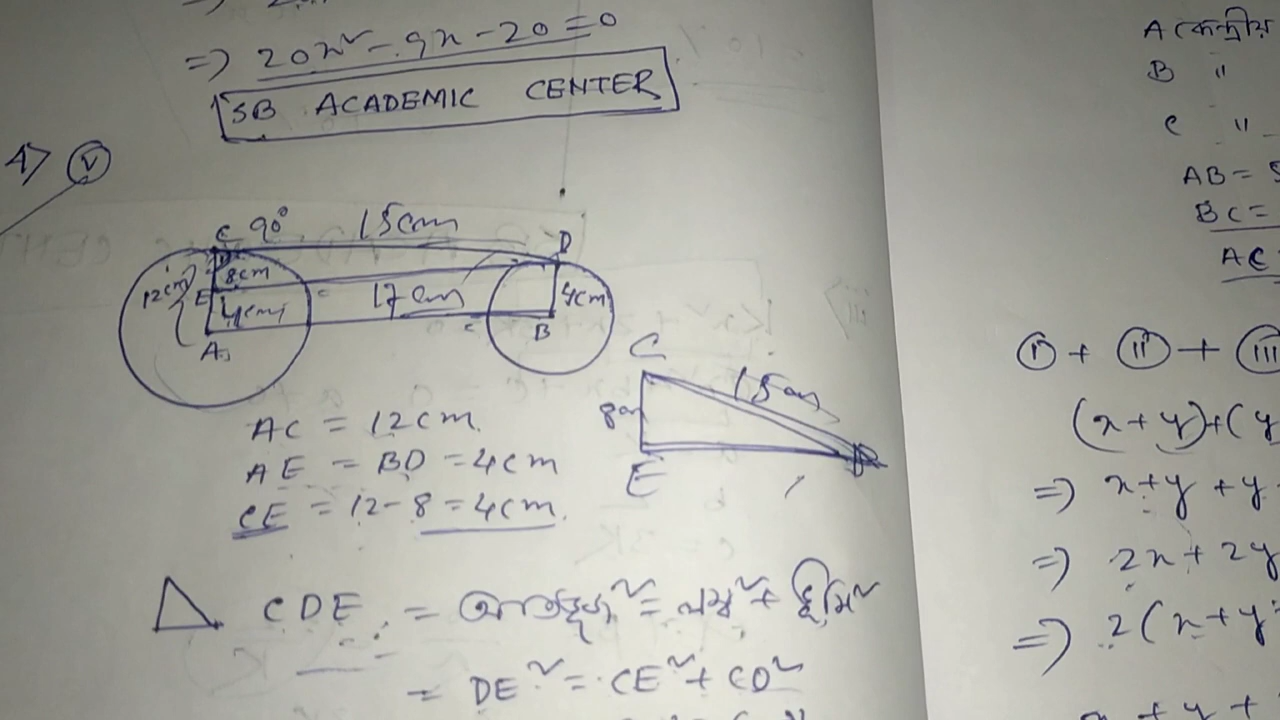 => 20x² - 9x - 20 = 0
SB ACADEMIC CENTER
4> (v)
C 90° 15cm D
12cm 8cm
E 4cm 17cm 4cm
A B
C
8cm 15cm
E D
AC = 12cm
AE = BD = 4cm
CE = 12-8 = 4cm.
△ CDE = অতিভুজ² = লম্ব² + ভূমি²
= DE² = CE² + CD²
A কেন্দ্রীয়
B "
C "
AB = 
BC =
AC
(i) + (ii) + (iii)
(x+y)+(y
=> x+y+y
=> 2x+2y
=> 2(x+y
x+y+